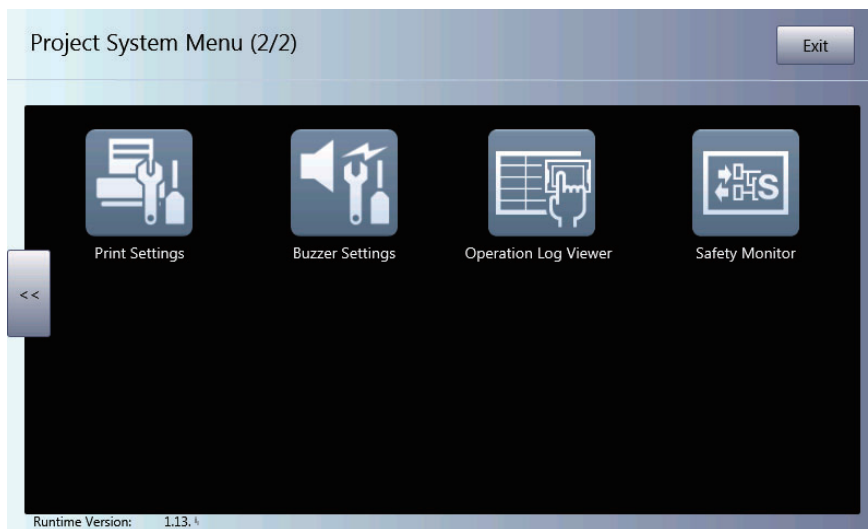 Project System Menu (2/2)
Exit
Print Settings
Buzzer Settings
Operation Log Viewer
Safety Monitor
S
<<
Runtime Version: 1.13.